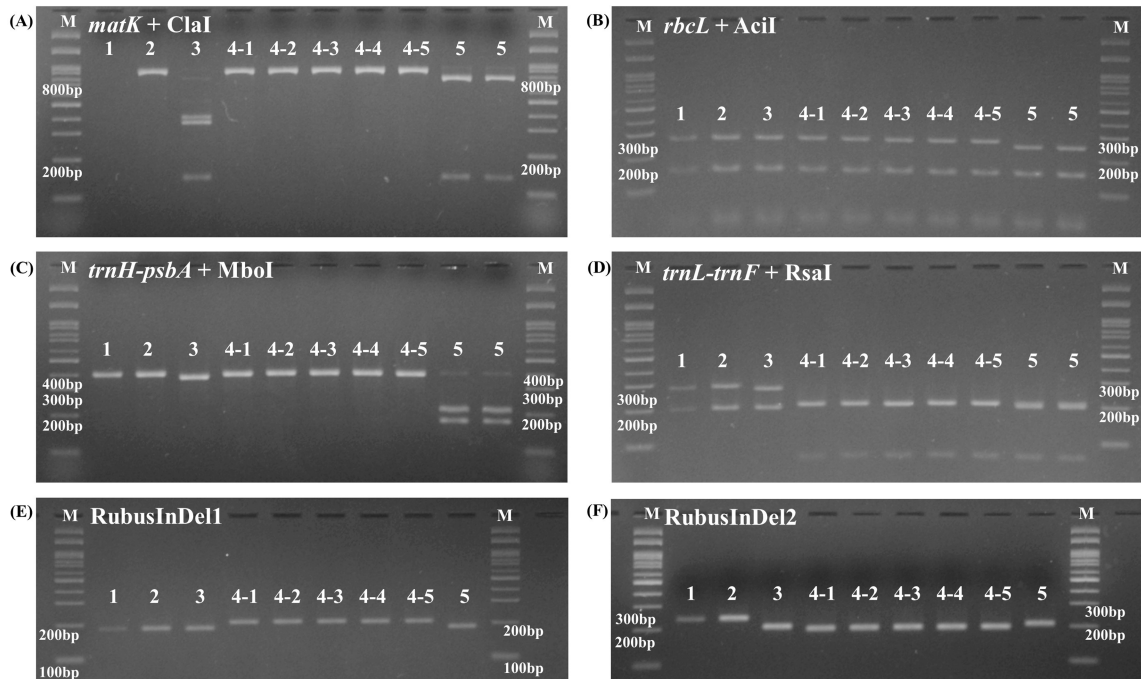 (A)
M
matK + ClaI
M
1 2 3 4-1 4-2 4-3 4-4 4-5 5 5
800bp
800bp
200bp
200bp
(B)
M
rbcL + AciI
M
1 2 3 4-1 4-2 4-3 4-4 4-5 5 5
300bp
300bp
200bp
200bp
(C)
M
trnH-psbA + MboI
M
1 2 3 4-1 4-2 4-3 4-4 4-5 5 5
400bp
400bp
300bp
300bp
200bp
200bp
(D)
M
trnL-trnF + RsaI
M
1 2 3 4-1 4-2 4-3 4-4 4-5 5 5
300bp
300bp
200bp
200bp
(E)
M
RubusInDel1
M
1 2 3 4-1 4-2 4-3 4-4 4-5 5
200bp
200bp
100bp
100bp
(F)
M
RubusInDel2
M
1 2 3 4-1 4-2 4-3 4-4 4-5 5
300bp
300bp
200bp
200bp